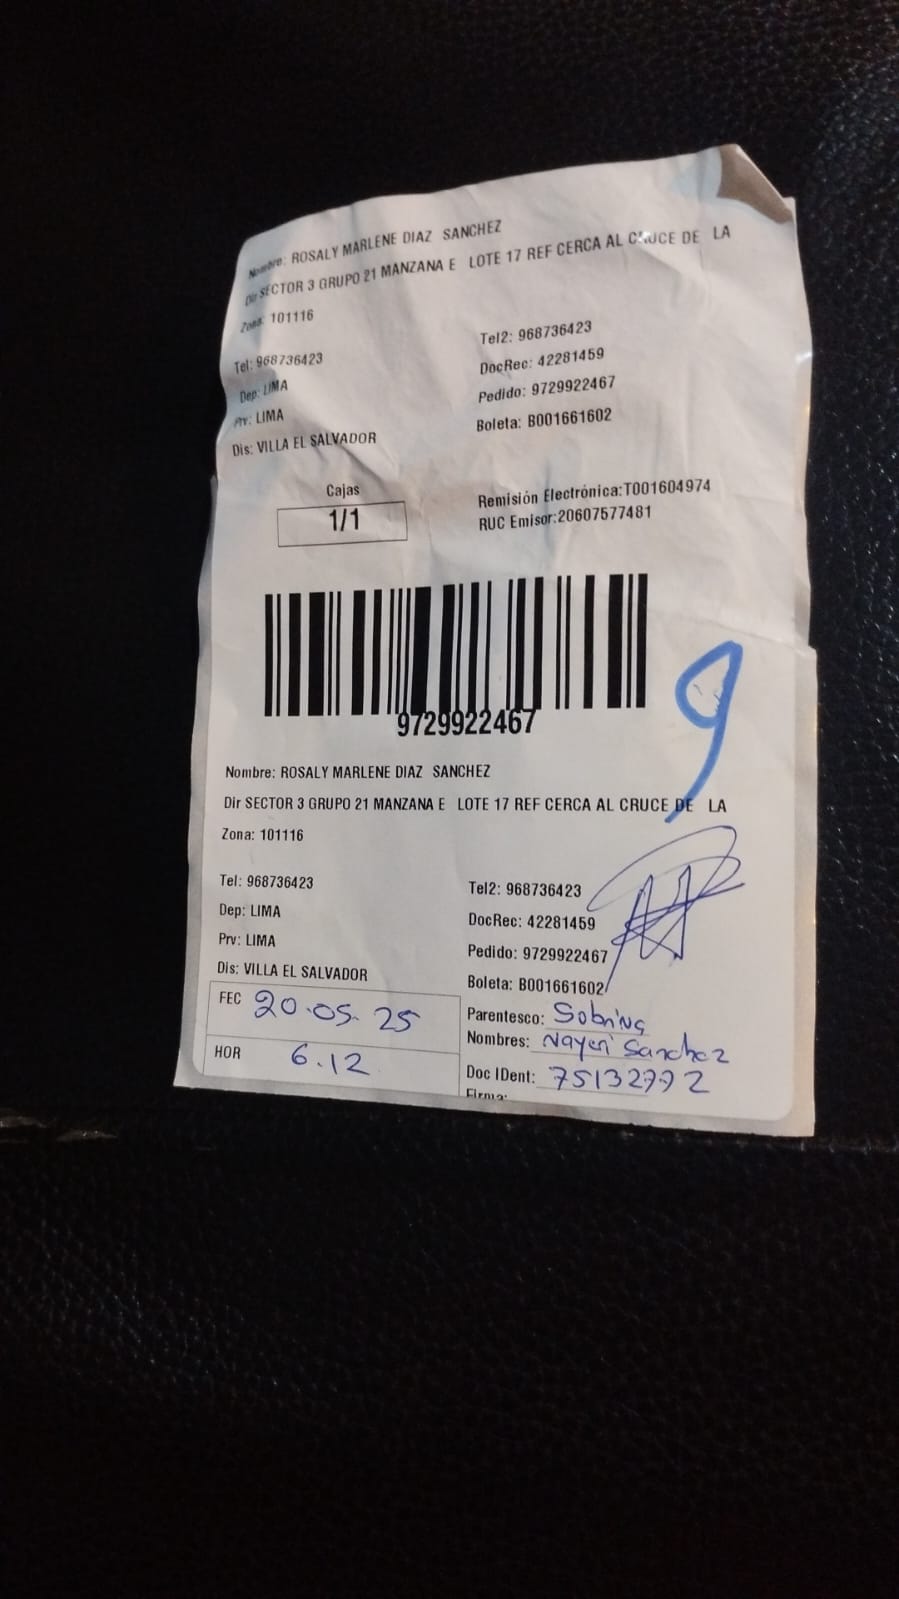 Nombre: ROSALY MARLENE DIAZ SANCHEZ
Dir SECTOR 3 GRUPO 21 MANZANA E LOTE 17 REF CERCA AL CRUCE DE LA
Zona: 101116
Tel: 968736423 Tel2: 968736423
Dep: LIMA DocRec: 42281459
Prv: LIMA Pedido: 9729922467
Dis: VILLA EL SALVADOR Boleta: B001661602
Cajas Remisión Electrónica:T001604974
1/1 RUC Emisor:20607577481
9729922467
9
Nombre: ROSALY MARLENE DIAZ SANCHEZ
Dir SECTOR 3 GRUPO 21 MANZANA E LOTE 17 REF CERCA AL CRUCE DE LA
Zona: 101116
Tel: 968736423 Tel2: 968736423
Dep: LIMA DocRec: 42281459
Prv: LIMA Pedido: 9729922467
Dis: VILLA EL SALVADOR Boleta: B001661602
FEC 20.05.25 Parentesco: Sobrina
Nombres: Nayeri Sanchez
HOR 6.12 Doc IDent: 75132772
Firma: